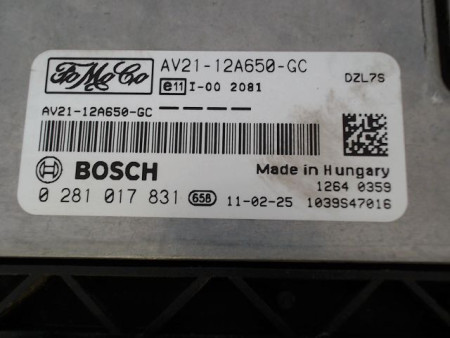 FoMoCo AV21-12A650-GC
e11 I-00 2081 DZL7S
AV21-12A650-GC
BOSCH Made in Hungary
1264 0359
0 281 017 831 658 11-02-25 1039S47016